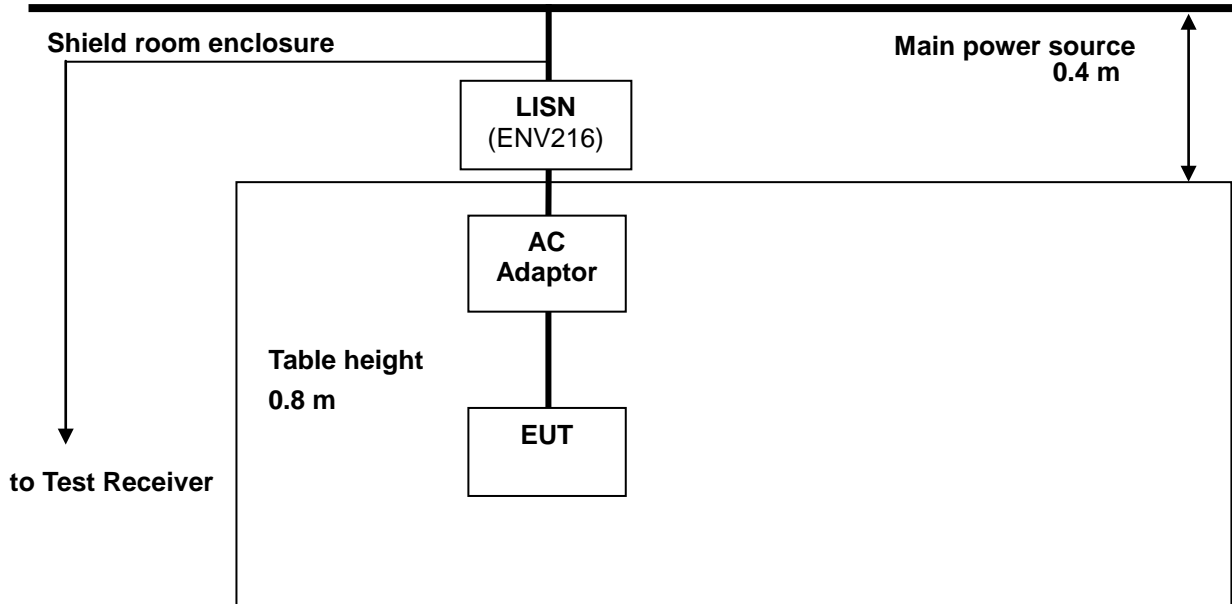 Shield room enclosure
Main power source
0.4 m
LISN
(ENV216)
AC
Adaptor
Table height
0.8 m
EUT
to Test Receiver